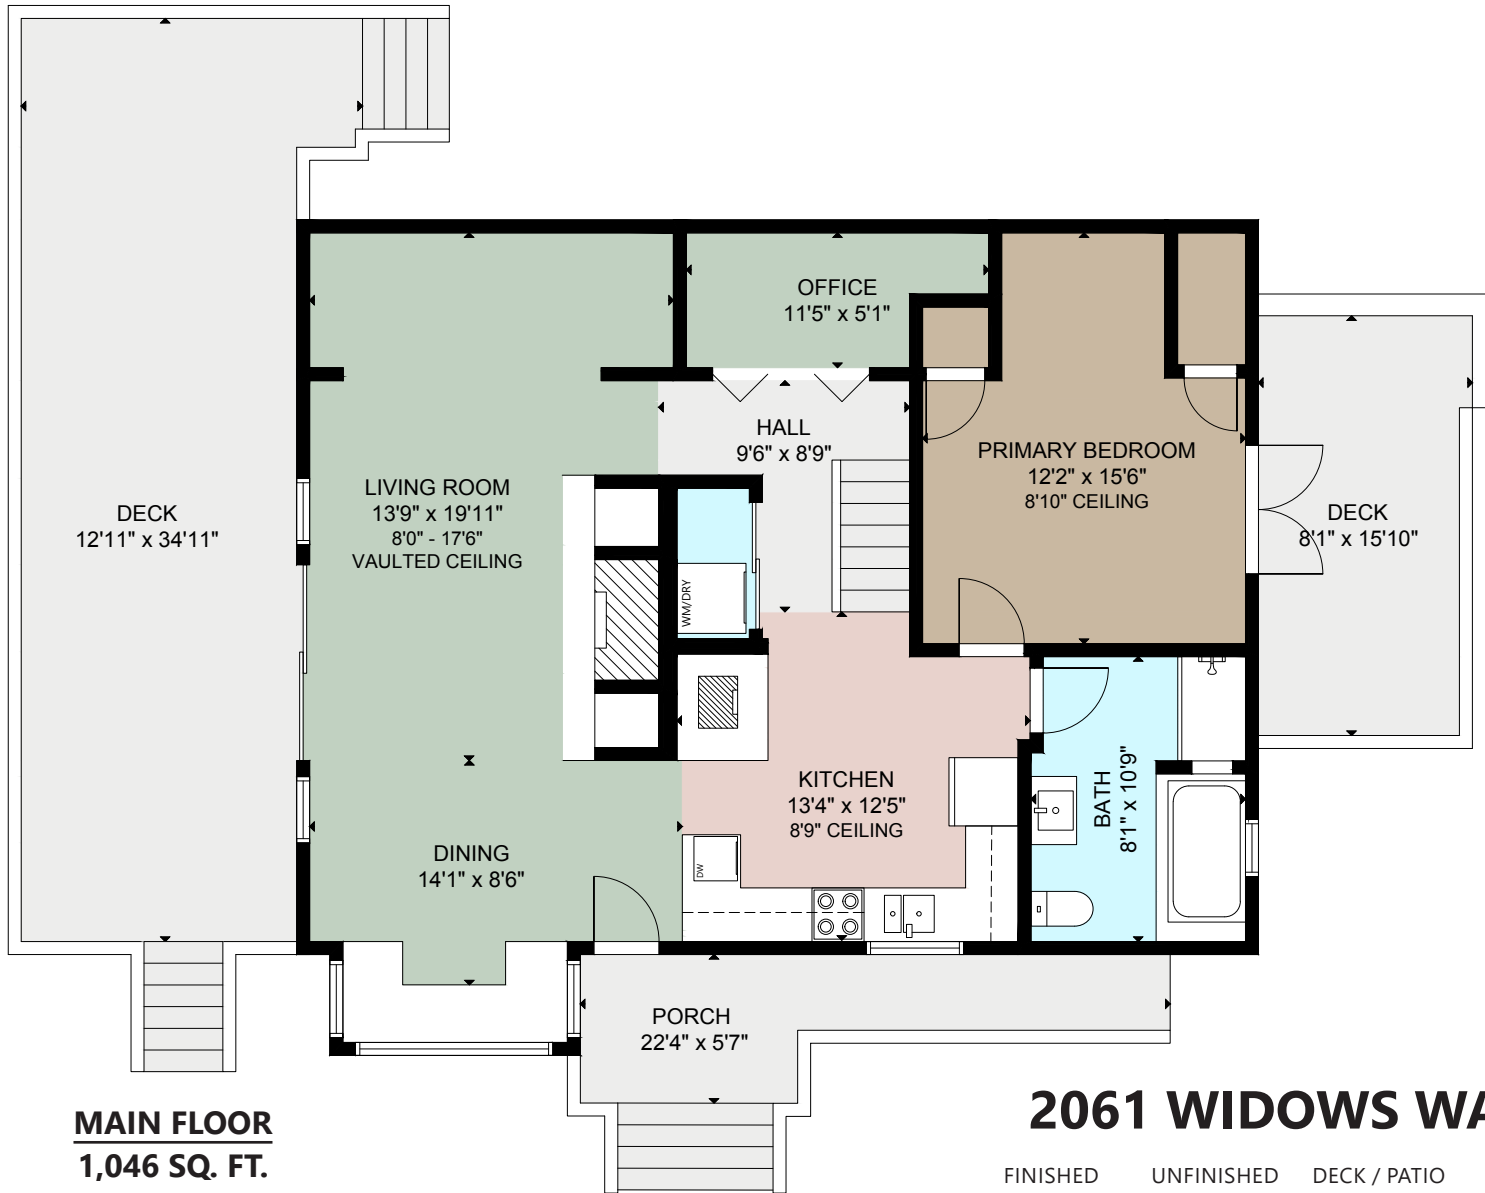 OFFICE
11'5" x 5'1"
HALL
9'6" x 8'9"
PRIMARY BEDROOM
12'2" x 15'6"
8'10" CEILING
LIVING ROOM
13'9" x 19'11"
8'0" - 17'6"
VAULTED CEILING
DECK
12'11" x 34'11"
DECK
8'1" x 15'10"
WM/DRY
KITCHEN
13'4" x 12'5"
8'9" CEILING
BATH
8'1" x 10'9"
DINING
14'1" x 8'6"
DW
PORCH
22'4" x 5'7"
MAIN FLOOR
1,046 SQ. FT.
2061 WIDOWS WA
FINISHED UNFINISHED DECK / PATIO